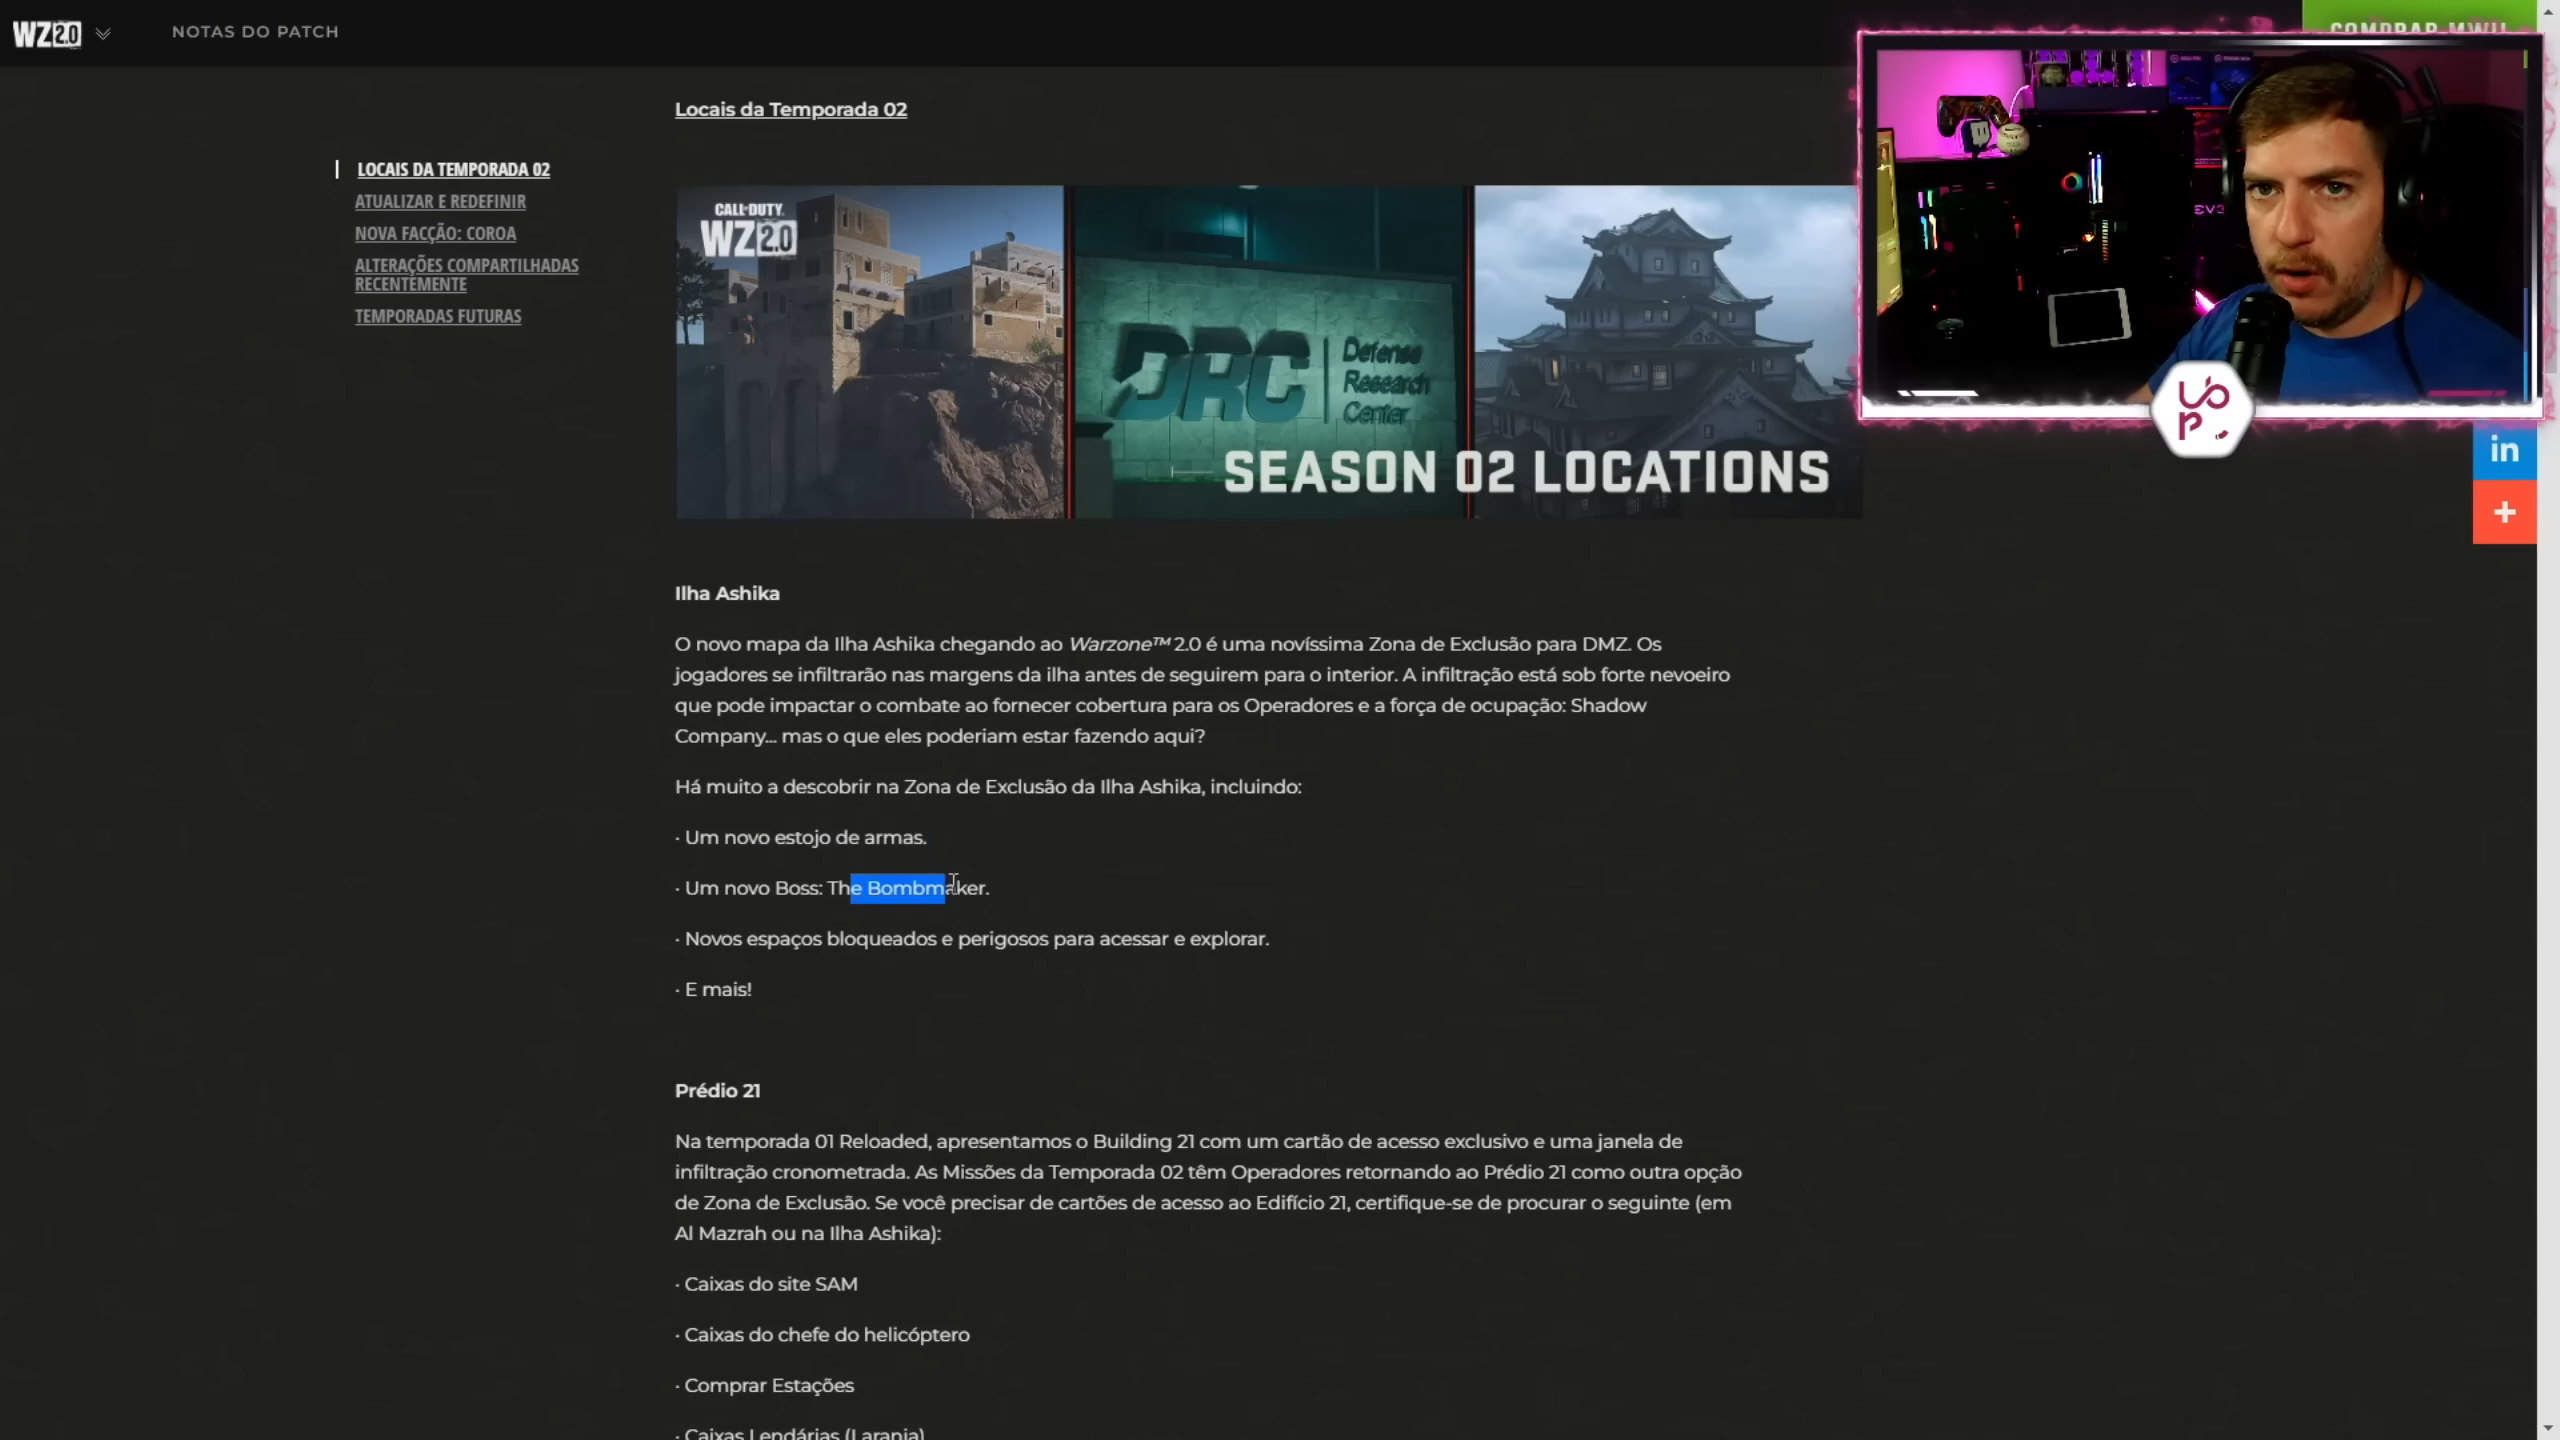 WZ 2.0
NOTAS DO PATCH
Locais da Temporada 02
LOCAIS DA TEMPORADA 02
ATUALIZAR E REDEFINIR
NOVA FACÇÃO: COROA
ALTERAÇÕES COMPARTILHADAS
RECENTEMENTE
TEMPORADAS FUTURAS
CALL OF DUTY
WZ 2.0
DRC
Defense
Research
Center
SEASON 02 LOCATIONS
in
Ilha Ashika
O novo mapa da Ilha Ashika chegando ao Warzone™ 2.0 é uma novíssima Zona de Exclusão para DMZ. Os
jogadores se infiltrarão nas margens da ilha antes de seguirem para o interior. A infiltração está sob forte nevoeiro
que pode impactar o combate ao fornecer cobertura para os Operadores e a força de ocupação: Shadow
Company... mas o que eles poderiam estar fazendo aqui?
Há muito a descobrir na Zona de Exclusão da Ilha Ashika, incluindo:
· Um novo estojo de armas.
· Um novo Boss: The Bombmaker.
· Novos espaços bloqueados e perigosos para acessar e explorar.
· E mais!
Prédio 21
Na temporada 01 Reloaded, apresentamos o Building 21 com um cartão de acesso exclusivo e uma janela de
infiltração cronometrada. As Missões da Temporada 02 têm Operadores retornando ao Prédio 21 como outra opção
de Zona de Exclusão. Se você precisar de cartões de acesso ao Edifício 21, certifique-se de procurar o seguinte (em
Al Mazrah ou na Ilha Ashika):
· Caixas do site SAM
· Caixas do chefe do helicóptero
· Comprar Estações
· Caixas Lendárias (Laranja)